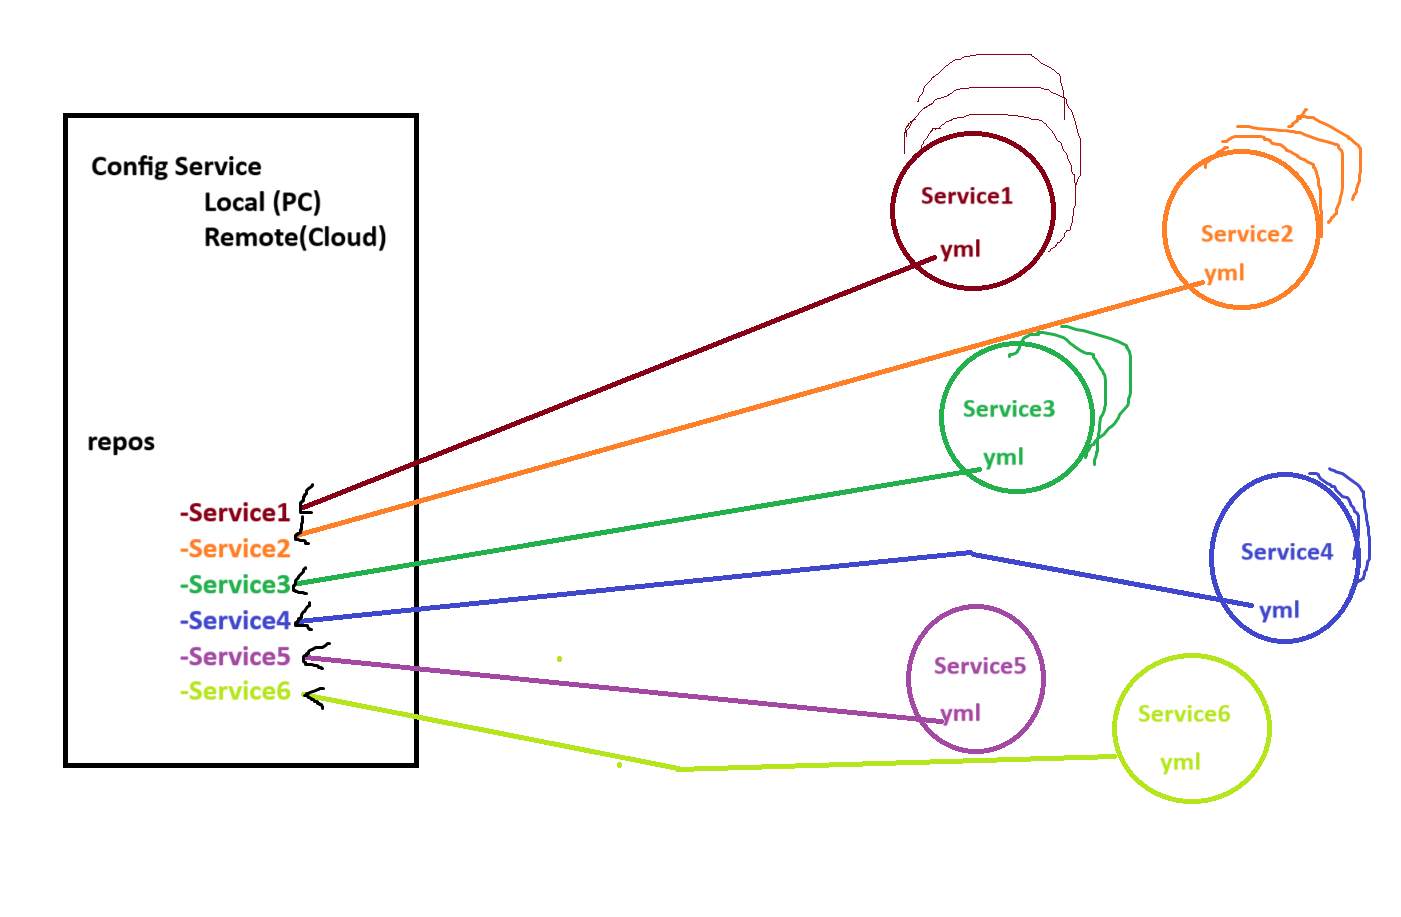 Config Service
Local (PC)
Remote(Cloud)
repos
-Service1
-Service2
-Service3
-Service4
-Service5
-Service6
Service1
yml
Service2
yml
Service3
yml
Service4
yml
Service5
yml
Service6
yml